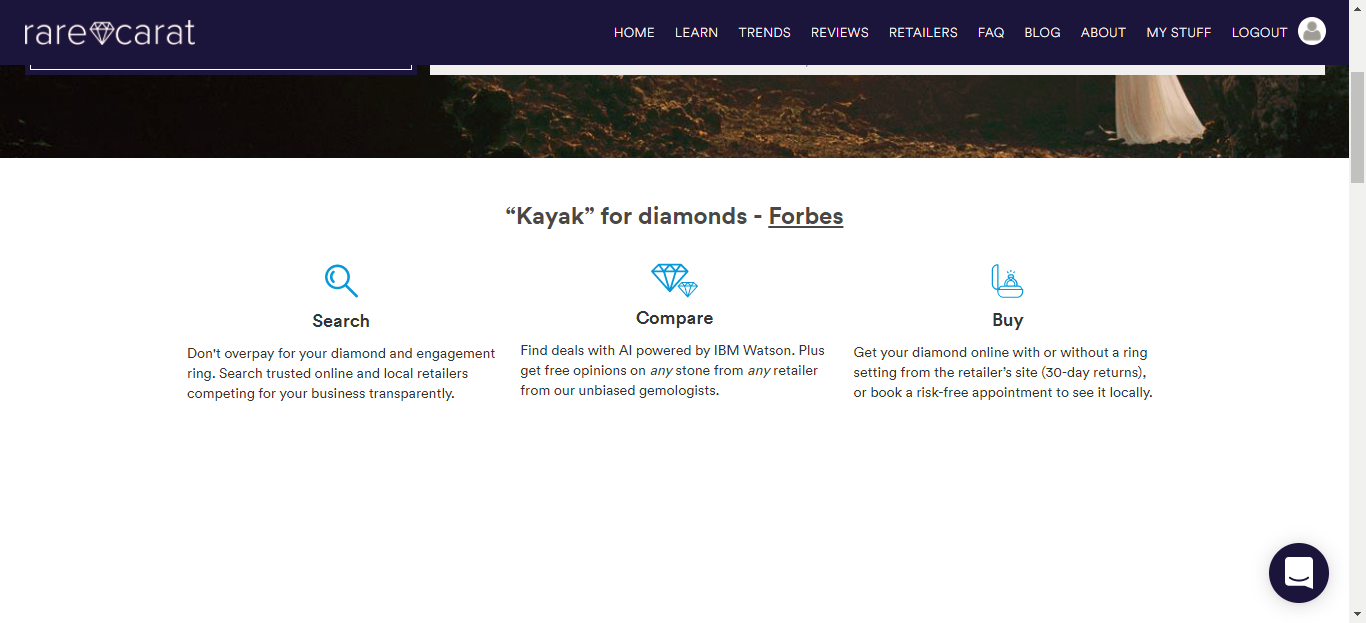 rare carat
HOME LEARN TRENDS REVIEWS RETAILERS FAQ BLOG ABOUT MY STUFF LOGOUT
“Kayak” for diamonds - Forbes
Search
Don't overpay for your diamond and engagement
ring. Search trusted online and local retailers
competing for your business transparently.
Compare
Find deals with AI powered by IBM Watson. Plus
get free opinions on any stone from any retailer
from our unbiased gemologists.
Buy
Get your diamond online with or without a ring
setting from the retailer’s site (30-day returns),
or book a risk-free appointment to see it locally.